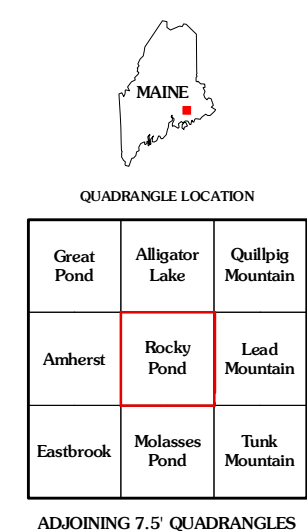 MAINE
QUADRANGLE LOCATION
Great Pond
Alligator Lake
Quillpig Mountain
Amherst
Rocky Pond
Lead Mountain
Eastbrook
Molasses Pond
Tunk Mountain
ADJOINING 7.5' QUADRANGLES